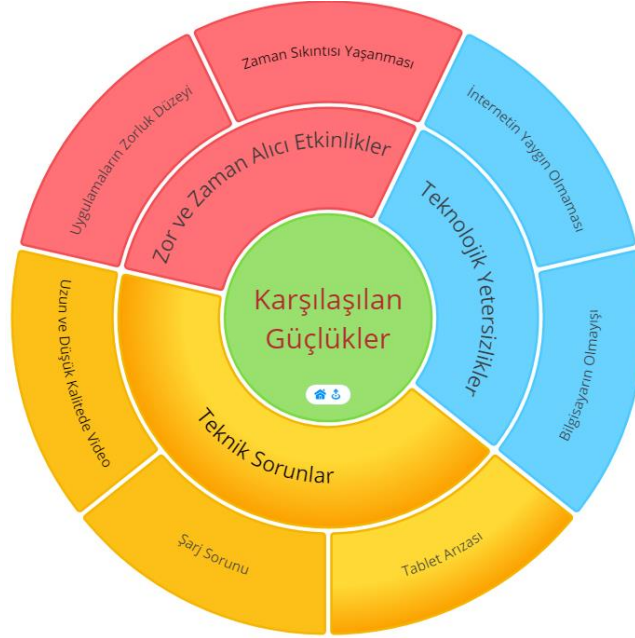 Karşılaşılan
Güçlükler
Zor ve Zaman Alıcı Etkinlikler
Uygulamaların Zorluk Düzeyi
Zaman Sıkıntısı Yaşanması
Teknolojik Yetersizlikler
İnternetin Yaygın Olmaması
Bilgisayarın Olmayışı
Teknik Sorunlar
Tablet Arızası
Şarj Sorunu
Uzun ve Düşük Kalitede Video